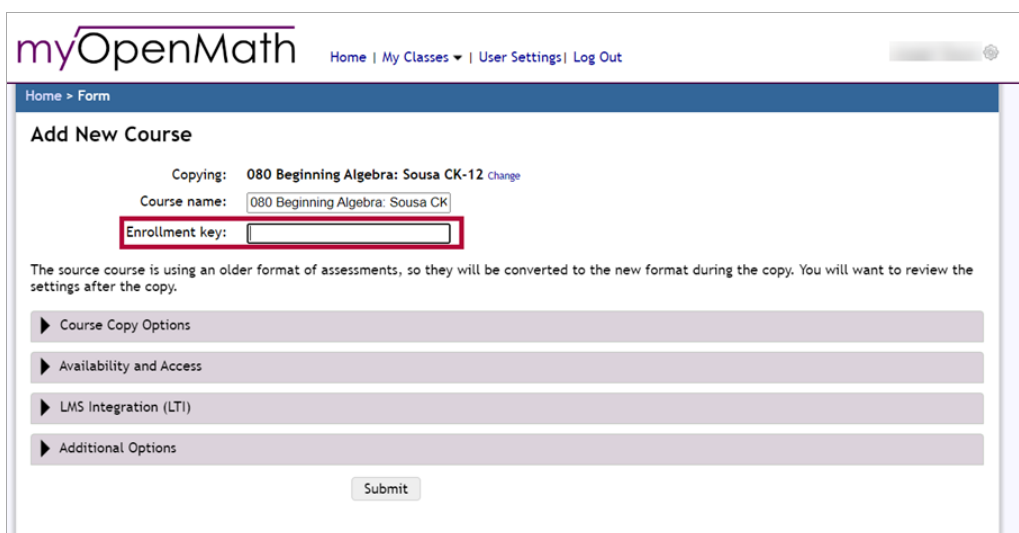 myOpenMath
Home | My Classes ▾ | User Settings| Log Out
Home > Form
Add New Course
Copying: 080 Beginning Algebra: Sousa CK-12 Change
Course name: 080 Beginning Algebra: Sousa CK
Enrollment key:
The source course is using an older format of assessments, so they will be converted to the new format during the copy. You will want to review the
settings after the copy.
Course Copy Options
Availability and Access
LMS Integration (LTI)
Additional Options
Submit